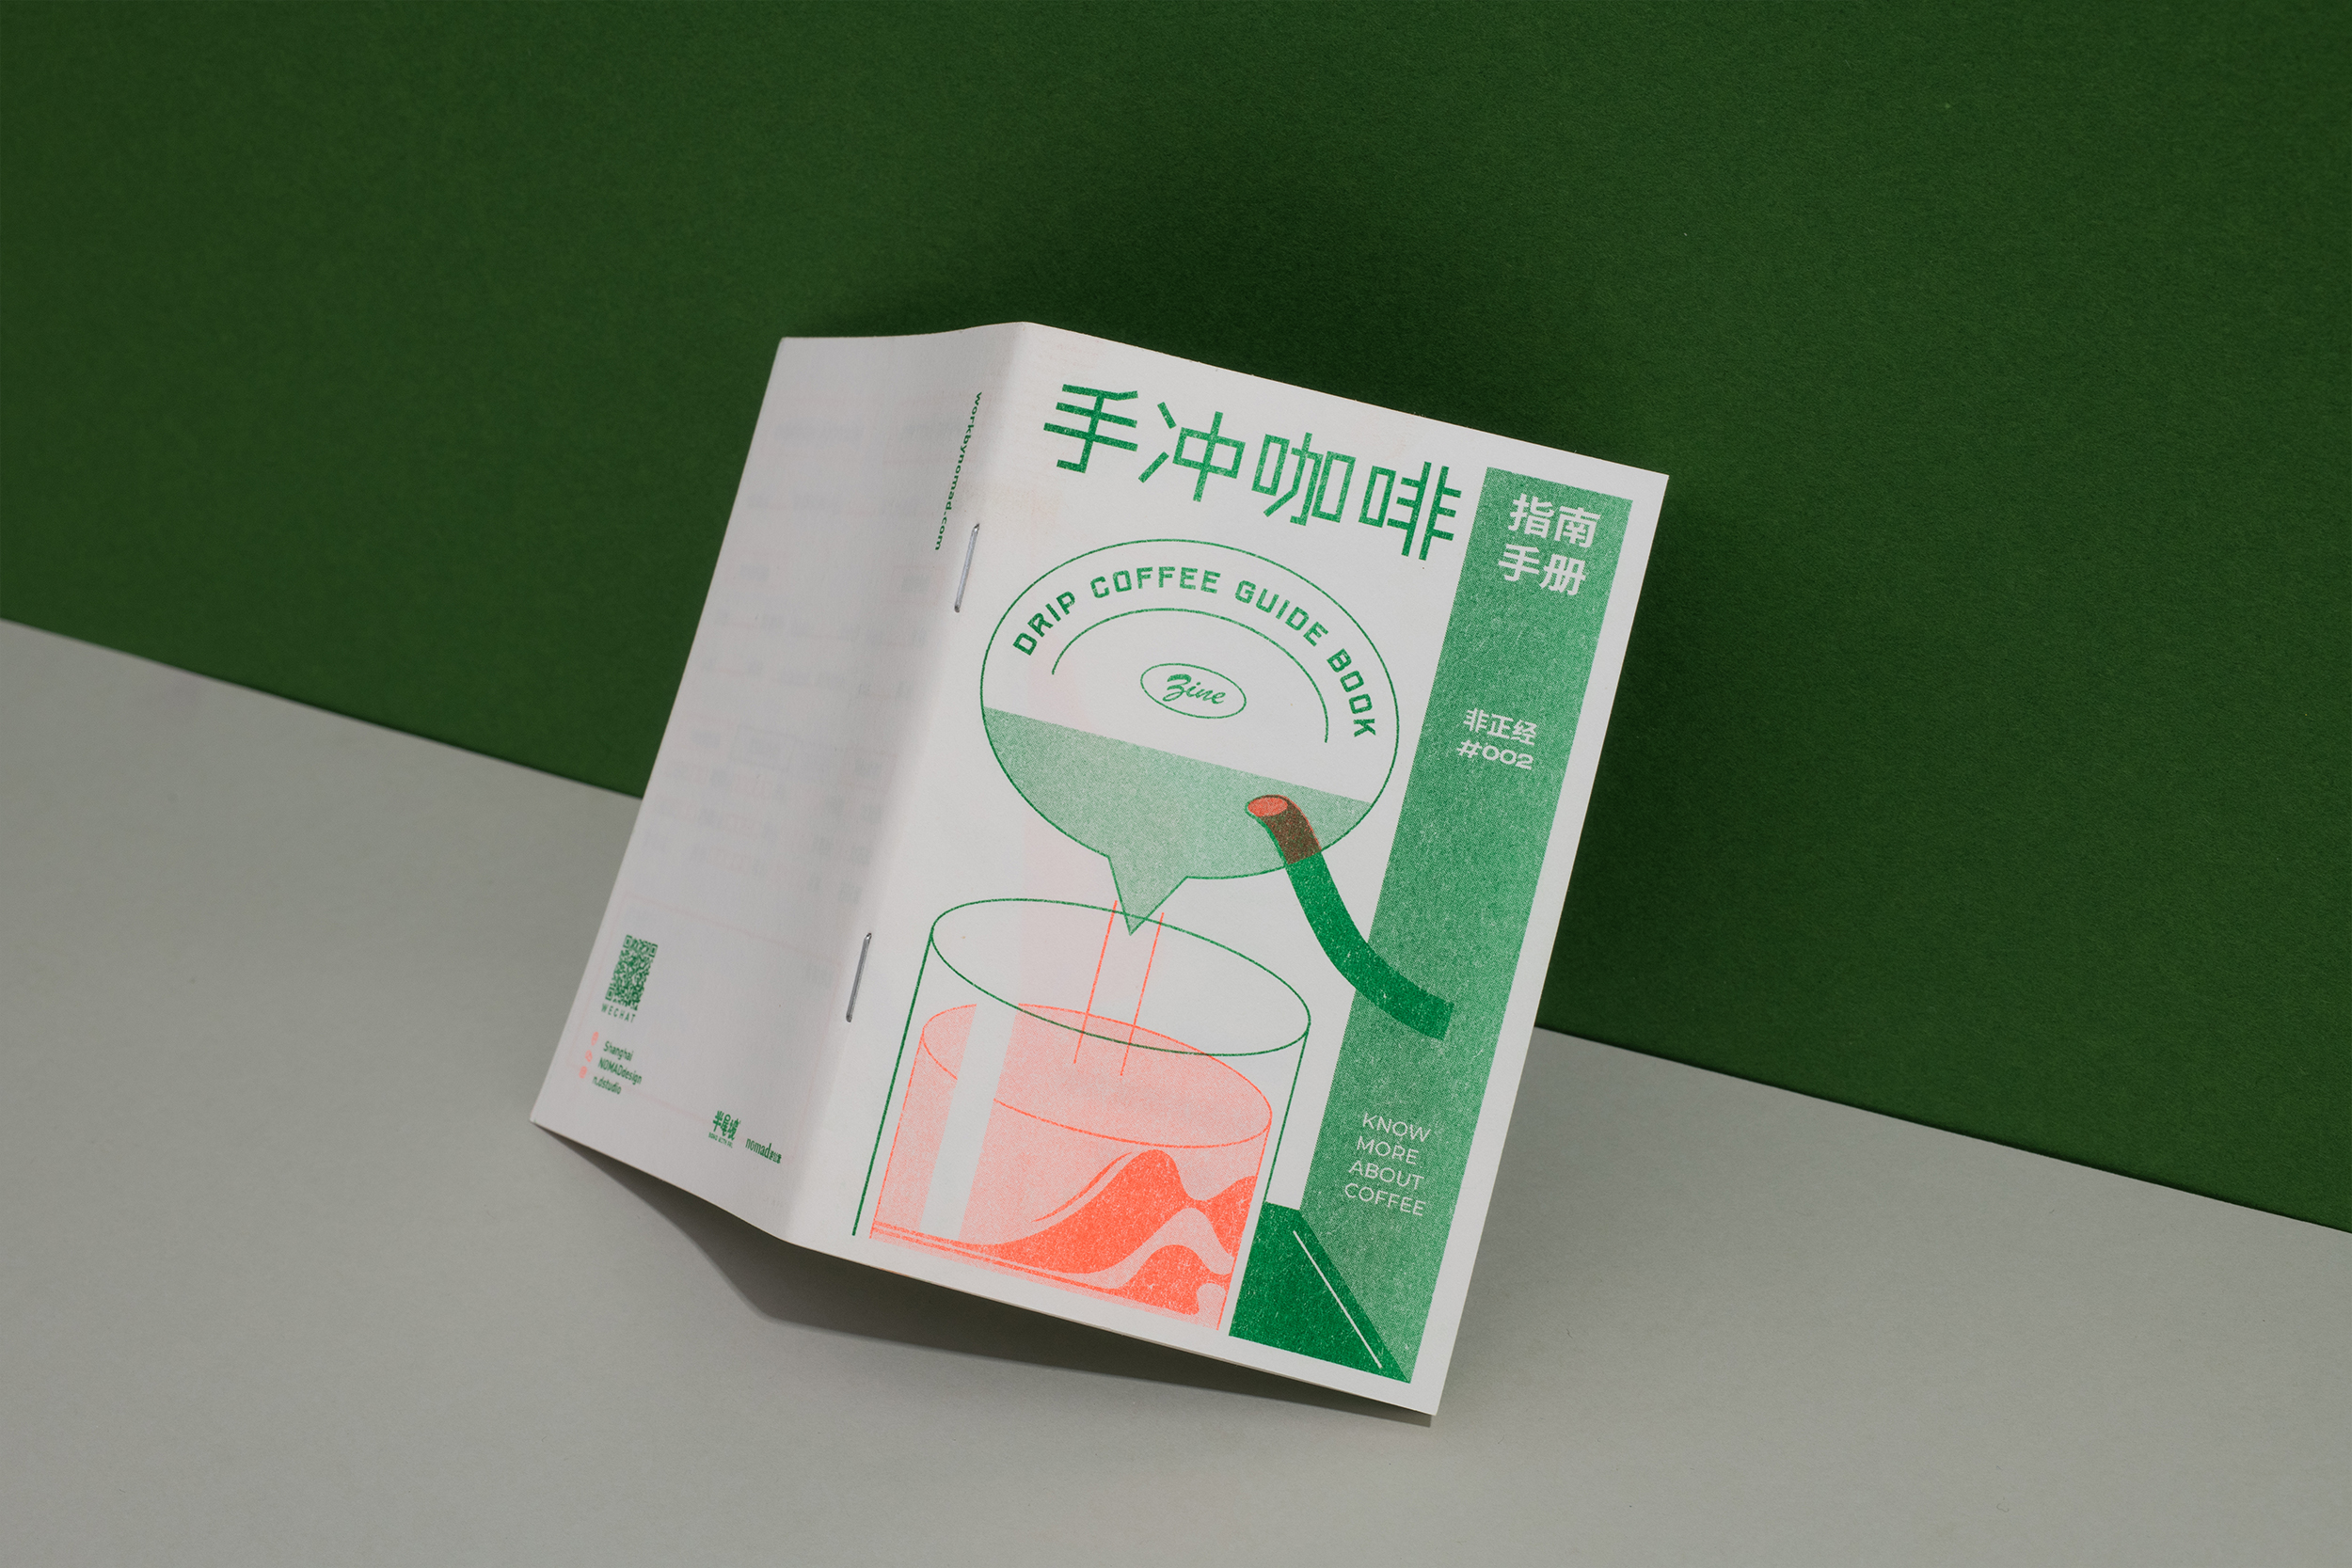 手冲咖啡
指南
手册
DRIP COFFEE GUIDE BOOK
Zine
非正经
#002
KNOW
MORE
ABOUT
COFFEE
workbynomad.com
WECHAT
Shanghai
NOMADdesign
n.dstudio
nomad